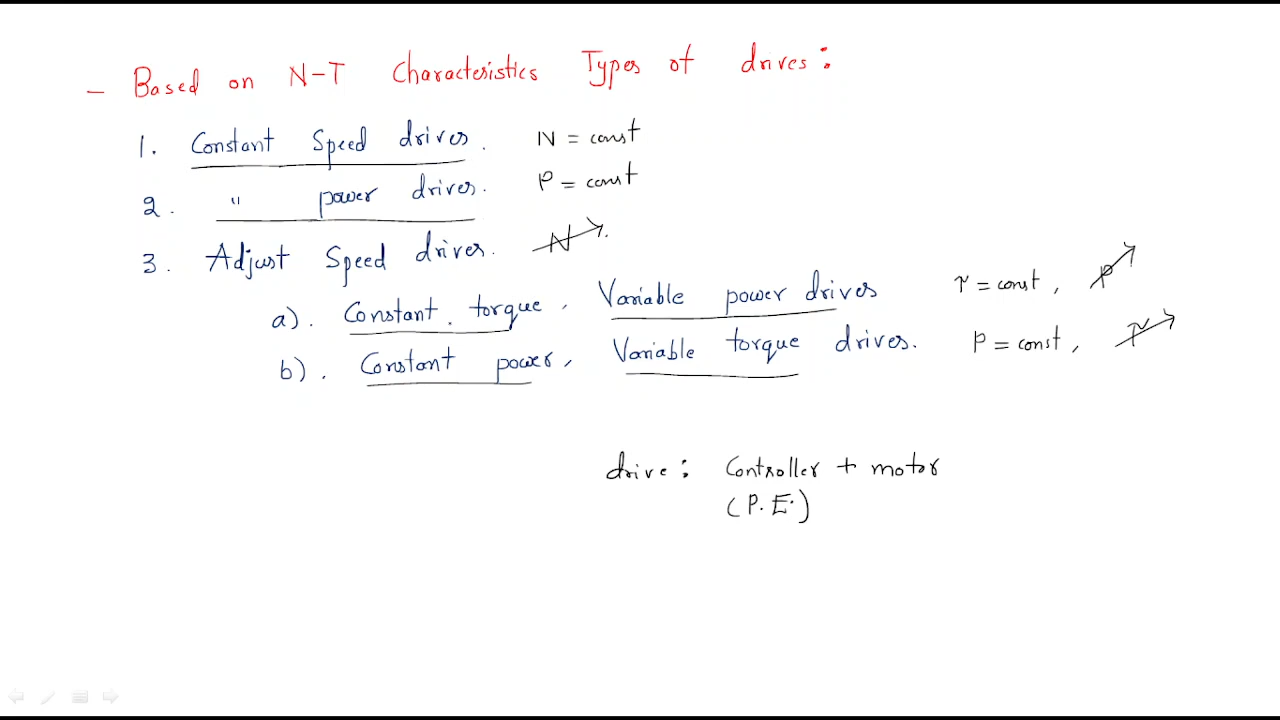 – Based on N-T Characteristics Types of drives:
1. Constant Speed drives. N = const
2. " power drives. P = const
3. Adjust Speed drives. N
a). Constant torque, Variable power drives τ = const, P
b). Constant power, Variable torque drives. P = const, τ
drive: Controller + motor
(P.E.)